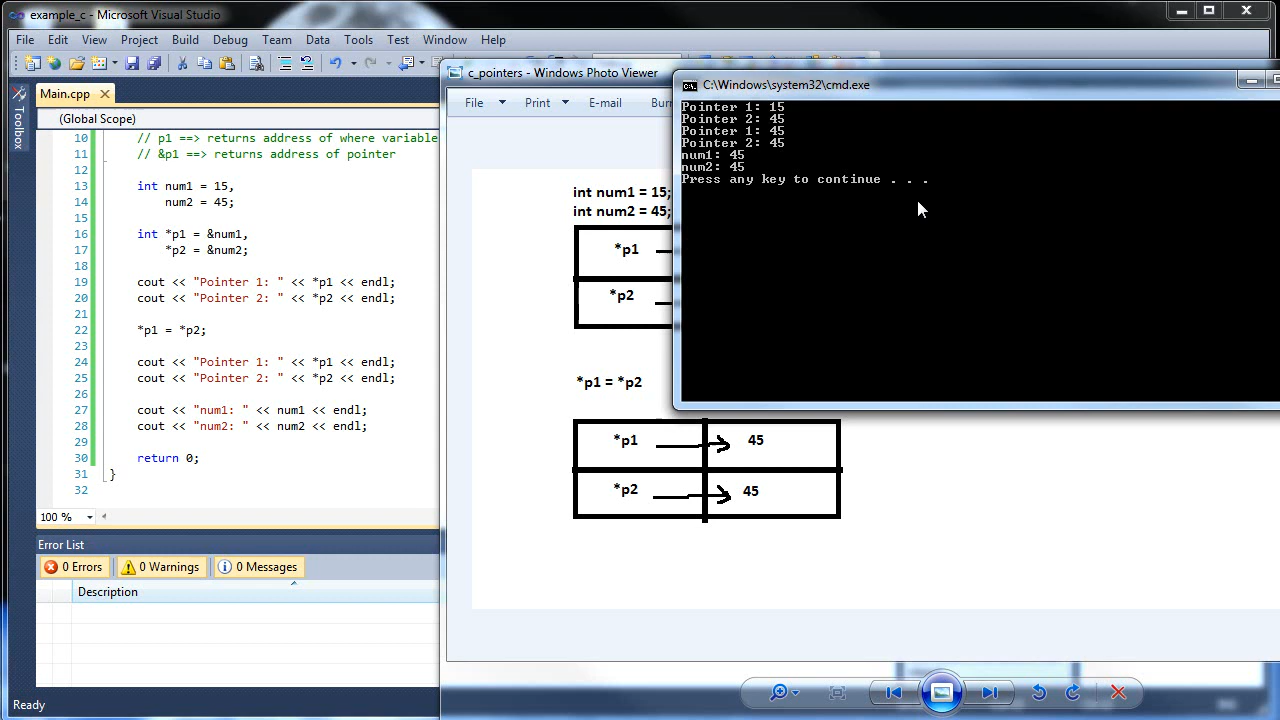 example_c - Microsoft Visual Studio
File Edit View Project Build Debug Team Data Tools Test Window Help
Toolbox
Main.cpp
(Global Scope)
10 // p1 ==> returns address of where variable
11 // &p1 ==> returns address of pointer
12
13 int num1 = 15,
14 num2 = 45;
15
16 int *p1 = &num1,
17 *p2 = &num2;
18
19 cout << "Pointer 1: " << *p1 << endl;
20 cout << "Pointer 2: " << *p2 << endl;
21
22 *p1 = *p2;
23
24 cout << "Pointer 1: " << *p1 << endl;
25 cout << "Pointer 2: " << *p2 << endl;
26
27 cout << "num1: " << num1 << endl;
28 cout << "num2: " << num2 << endl;
29
30 return 0;
31 }
32
100 %
Error List
0 Errors 0 Warnings 0 Messages
Description
Ready
c_pointers - Windows Photo Viewer
File Print E-mail Bur
int num1 = 15;
int num2 = 45;
*p1
*p2
*p1 = *p2
*p1 45
*p2 45
C:\Windows\system32\cmd.exe
Pointer 1: 15
Pointer 2: 45
Pointer 1: 45
Pointer 2: 45
num1: 45
num2: 45
Press any key to continue . . .